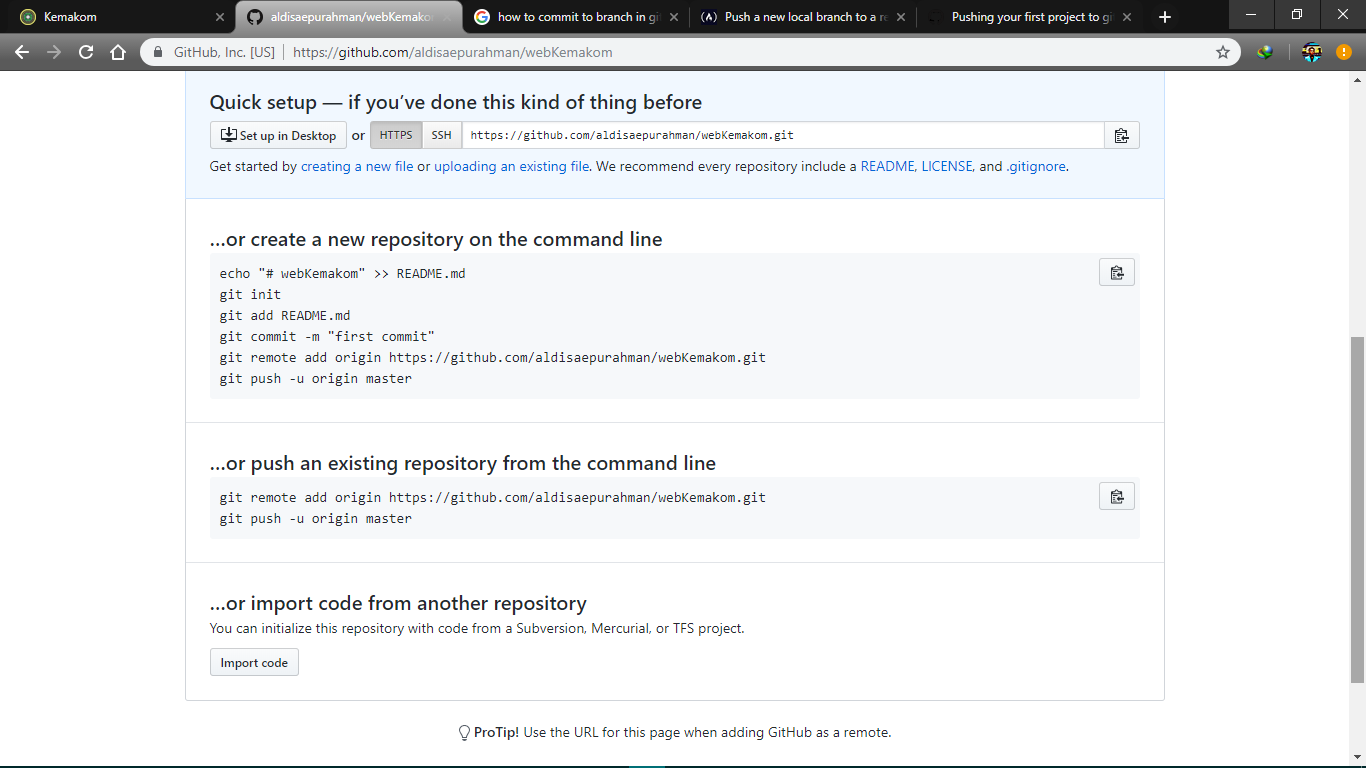 Kemakom
aldisaepurahman/webKemako
how to commit to branch in gi
Push a new local branch to a re
Pushing your first project to gi
GitHub, Inc. [US] | https://github.com/aldisaepurahman/webKemakom
Quick setup — if you’ve done this kind of thing before
Set up in Desktop or HTTPS SSH https://github.com/aldisaepurahman/webKemakom.git
Get started by creating a new file or uploading an existing file. We recommend every repository include a README, LICENSE, and .gitignore.
…or create a new repository on the command line
echo "# webKemakom" >> README.md
git init
git add README.md
git commit -m "first commit"
git remote add origin https://github.com/aldisaepurahman/webKemakom.git
git push -u origin master
…or push an existing repository from the command line
git remote add origin https://github.com/aldisaepurahman/webKemakom.git
git push -u origin master
…or import code from another repository
You can initialize this repository with code from a Subversion, Mercurial, or TFS project.
Import code
ProTip! Use the URL for this page when adding GitHub as a remote.